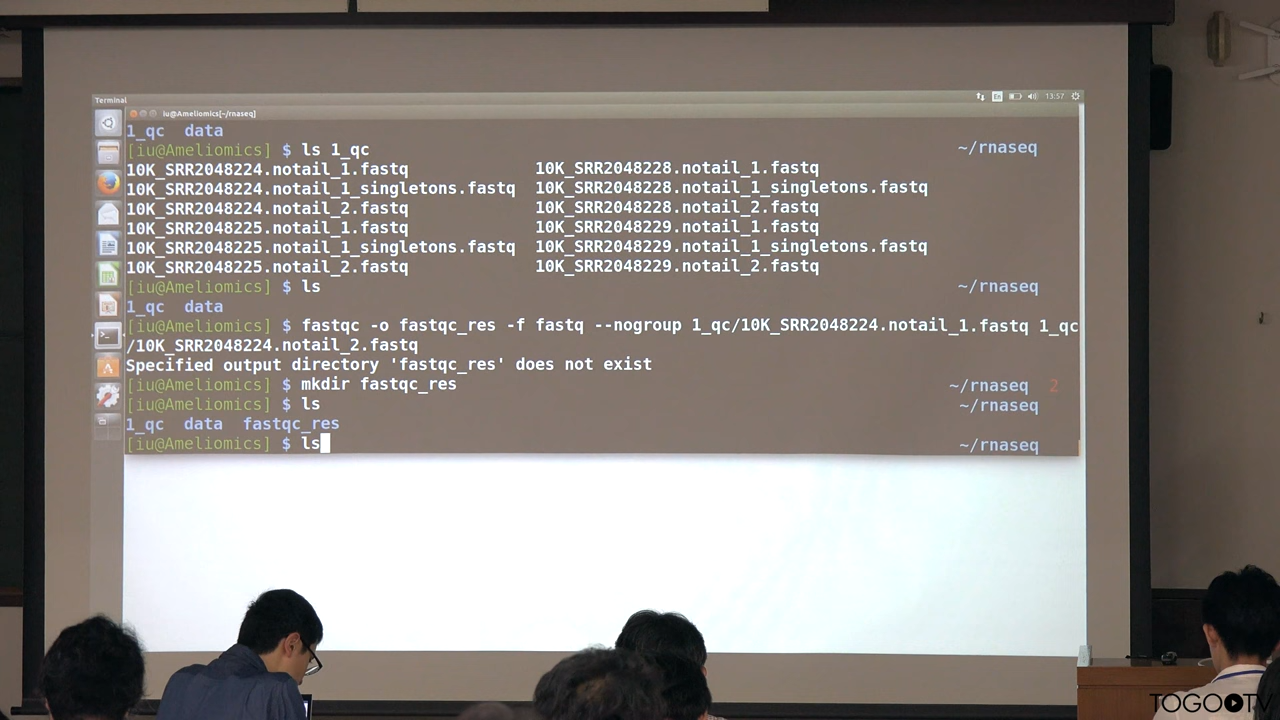 Terminal
En 13:57
iu@Ameliomics[~/rnaseq]
1_qc data
[iu@Ameliomics] $ ls 1_qc ~/rnaseq
10K_SRR2048224.notail_1.fastq 10K_SRR2048228.notail_1.fastq
10K_SRR2048224.notail_1_singletons.fastq 10K_SRR2048228.notail_1_singletons.fastq
10K_SRR2048224.notail_2.fastq 10K_SRR2048228.notail_2.fastq
10K_SRR2048225.notail_1.fastq 10K_SRR2048229.notail_1.fastq
10K_SRR2048225.notail_1_singletons.fastq 10K_SRR2048229.notail_1_singletons.fastq
10K_SRR2048225.notail_2.fastq 10K_SRR2048229.notail_2.fastq
[iu@Ameliomics] $ ls ~/rnaseq
1_qc data
[iu@Ameliomics] $ fastqc -o fastqc_res -f fastq --nogroup 1_qc/10K_SRR2048224.notail_1.fastq 1_qc
/10K_SRR2048224.notail_2.fastq
Specified output directory 'fastqc_res' does not exist
[iu@Ameliomics] $ mkdir fastqc_res ~/rnaseq 2
[iu@Ameliomics] $ ls ~/rnaseq
1_qc data fastqc_res
[iu@Ameliomics] $ ls ~/rnaseq
TOGOTV